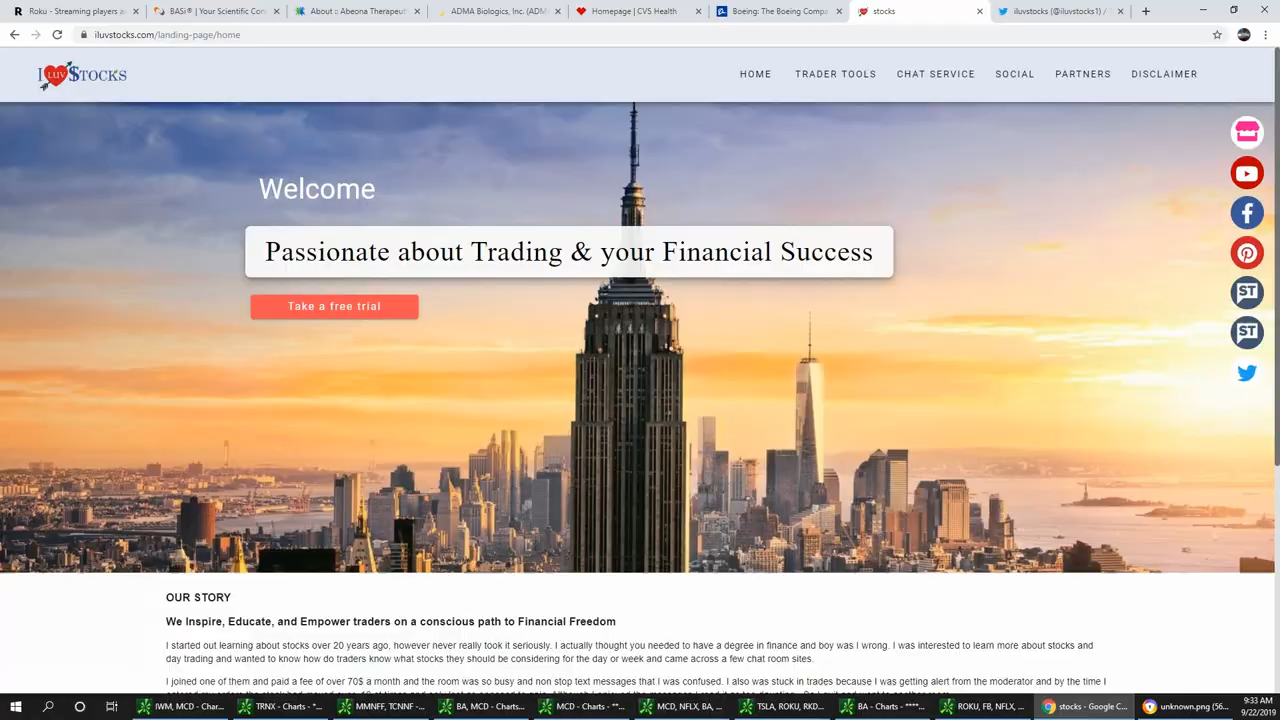 Roku - Streaming players a
BASi® | Your Scientific Con
About :: Abeona Therapeut
ADMA Biologics, Inc. (ADM
Homepage | CVS Health
Boeing: The Boeing Compa
stocks
iluvstocks (@iluvstocks1) / T
iluvstocks.com/landing-page/home
I LUV $TOCKS
HOME
TRADER TOOLS
CHAT SERVICE
SOCIAL
PARTNERS
DISCLAIMER
Welcome
Passionate about Trading & your Financial Success
Take a free trial
ST
ST
OUR STORY
We Inspire, Educate, and Empower traders on a conscious path to Financial Freedom
I started out learning about stocks over 20 years ago, however never really took it seriously. I actually thought you needed to have a degree in finance and boy was I wrong. I was interested to learn more about stocks and
day trading and wanted to know how do traders know what stocks they should be considering for the day or week and came across a few chat room sites.
I joined one of them and paid a fee of over 70$ a month and the room was so busy and non stop text messages that I was confused. I also was stuck in trades because I was getting alert from the moderator and by the time I
IWM, MCD - Char...
TRNX - Charts - *...
MMNFF, TCNNF - ...
BA, MCD - Charts...
MCD - Charts - **...
MCD, NFLX, BA, ...
TSLA, ROKU, RKD...
BA - Charts - ****...
ROKU, FB, NFLX, ...
stocks - Google C...
unknown.png (56...
9:33 AM
9/22/2019